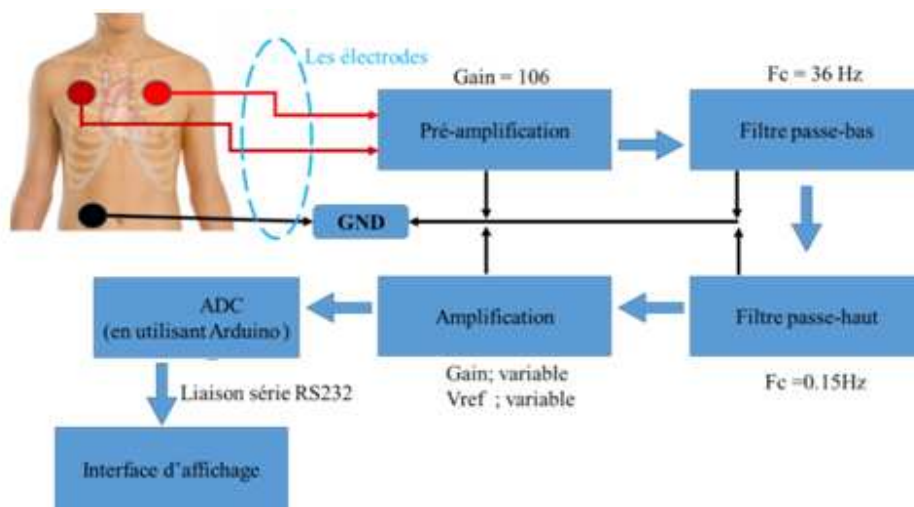 Les électrodes
Gain = 106
Pré-amplification
Fc = 36 Hz
Filtre passe-bas
GND
ADC
(en utilisant Arduino)
Amplification
Filtre passe-haut
Gain; variable
Vref ; variable
Fc =0.15Hz
Liaison série RS232
Interface d’affichage